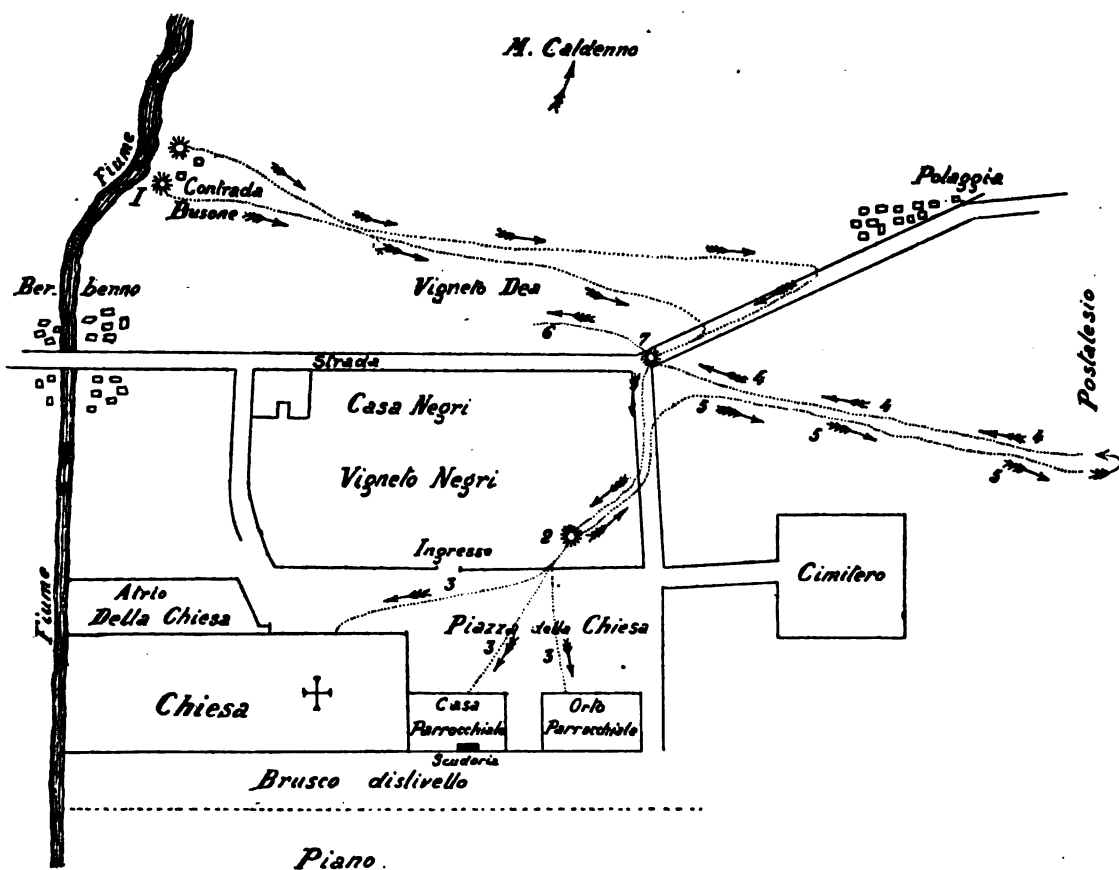 M. Caldenno
Fiume
I
Contrada
Busone
Polaggia
Ber. benno
Vigneto Dea
6
7
Strada
4
Postalesio
Casa Negri
5
4
5
4
5
Vigneto Negri
2
Ingresso
3
Cimitero
Atrio
Della Chiesa
Fiume
Piazza della Chiesa
3
3
Chiesa
Casa
Parrocchiale
Orto
Parrocchiale
Scuderia
Brusco dislivello
Piano.